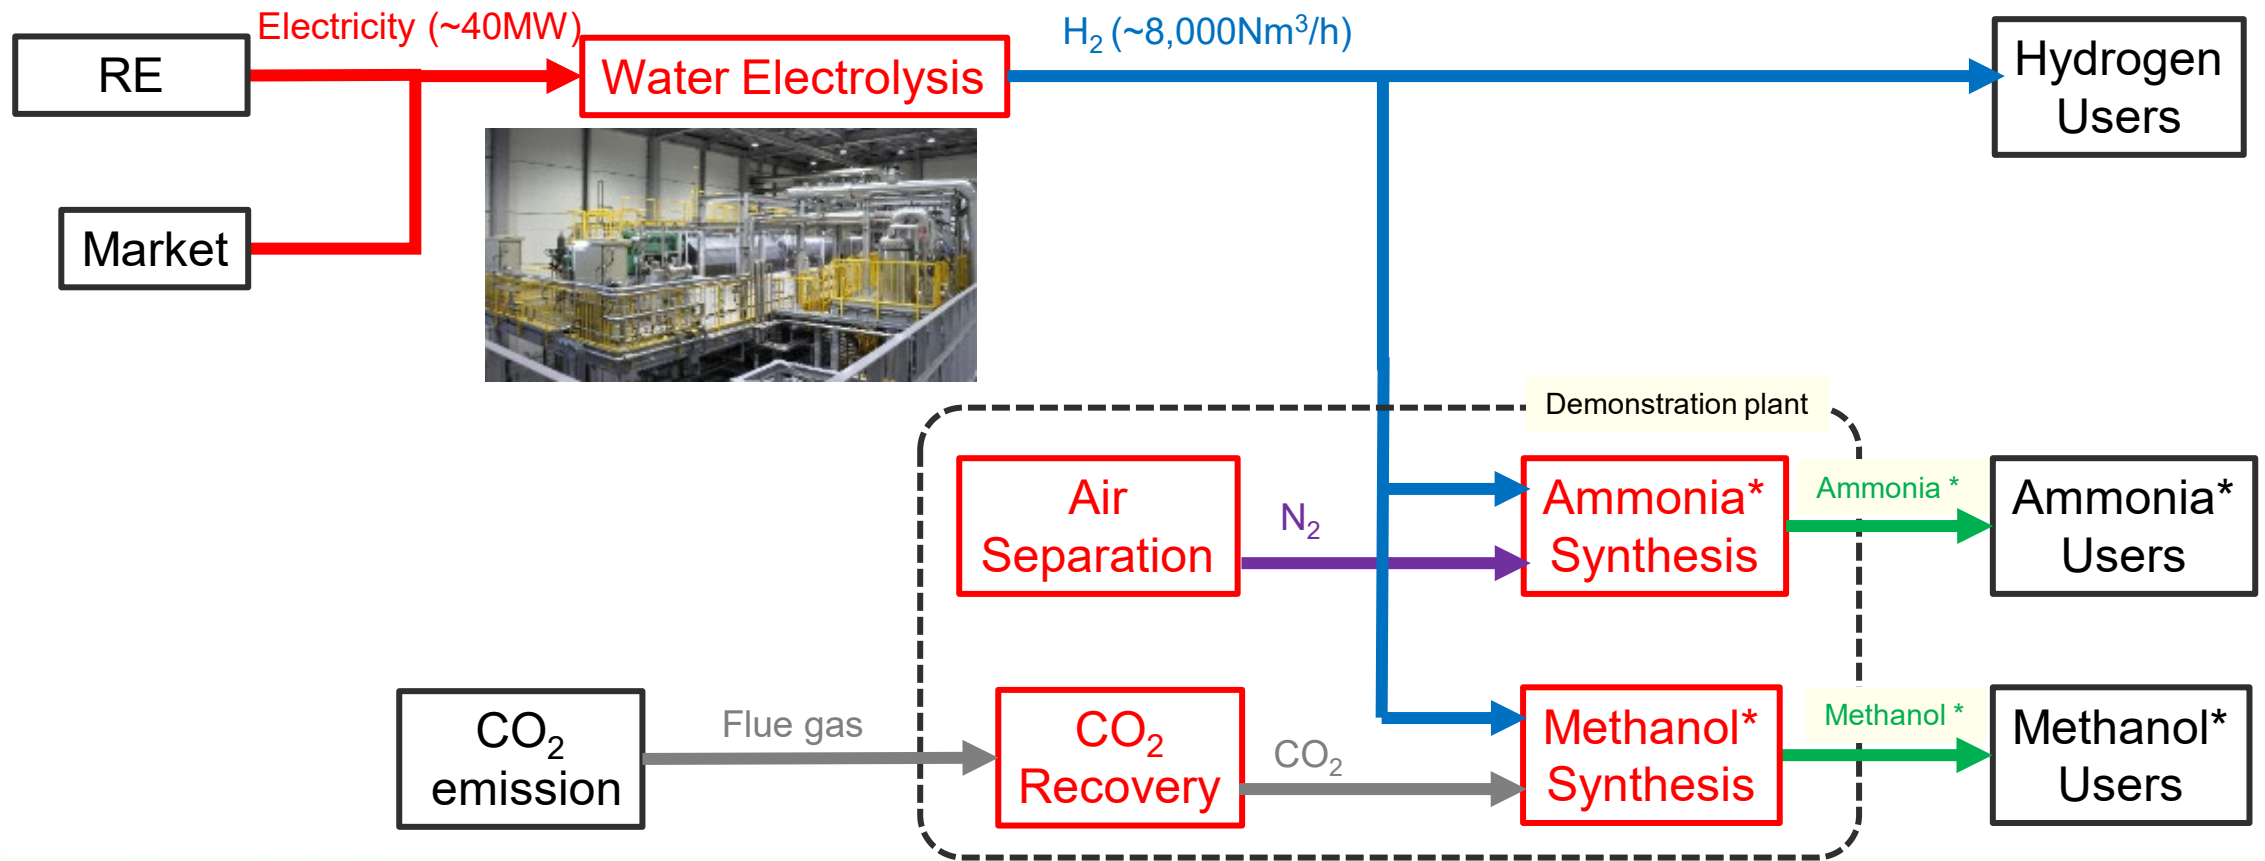 Electricity (~40MW)
H₂ (~8,000Nm³/h)
RE
Water Electrolysis
Hydrogen
Users
Market
Demonstration plant
Air
Separation
N₂
Ammonia*
Synthesis
Ammonia *
Ammonia*
Users
CO₂
emission
Flue gas
CO₂
Recovery
CO₂
Methanol*
Synthesis
Methanol *
Methanol*
Users